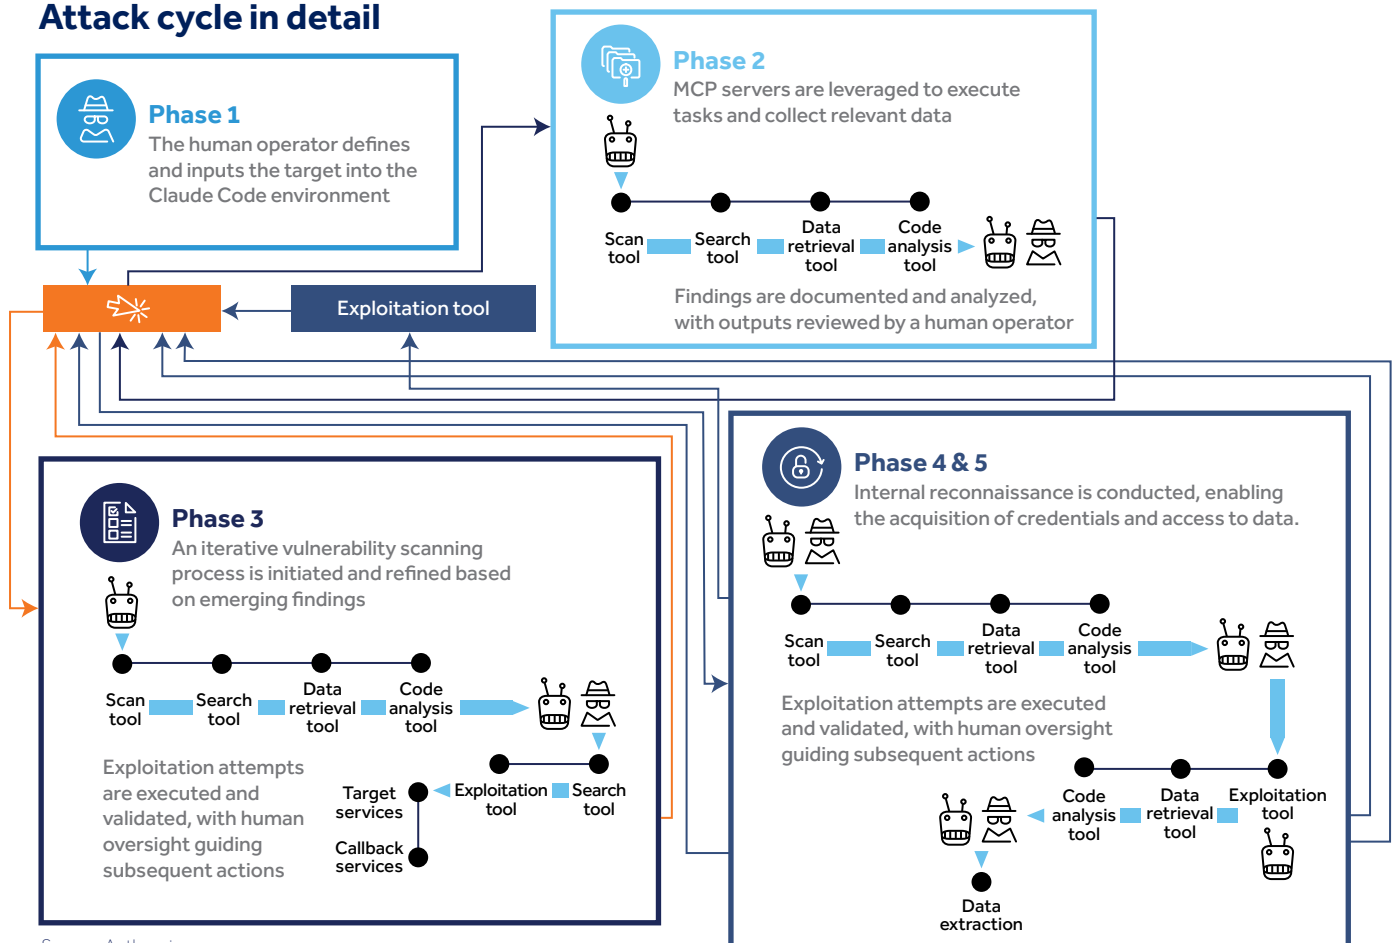 Attack cycle in detail
Phase 1
The human operator defines
and inputs the target into the
Claude Code environment
Phase 2
MCP servers are leveraged to execute
tasks and collect relevant data
Scan
tool
Search
tool
Data
retrieval
tool
Code
analysis
tool
Findings are documented and analyzed,
with outputs reviewed by a human operator
Exploitation tool
Phase 3
An iterative vulnerability scanning
process is initiated and refined based
on emerging findings
Scan
tool
Search
tool
Data
retrieval
tool
Code
analysis
tool
Exploitation attempts
are executed and
validated, with human
oversight guiding
subsequent actions
Search
tool
Exploitation
tool
Target
services
Callback
services
Phase 4 & 5
Internal reconnaissance is conducted, enabling
the acquisition of credentials and access to data.
Scan
tool
Search
tool
Data
retrieval
tool
Code
analysis
tool
Exploitation attempts are executed
and validated, with human oversight
guiding subsequent actions
Exploitation
tool
Data
retrieval
tool
Code
analysis
tool
Data
extraction